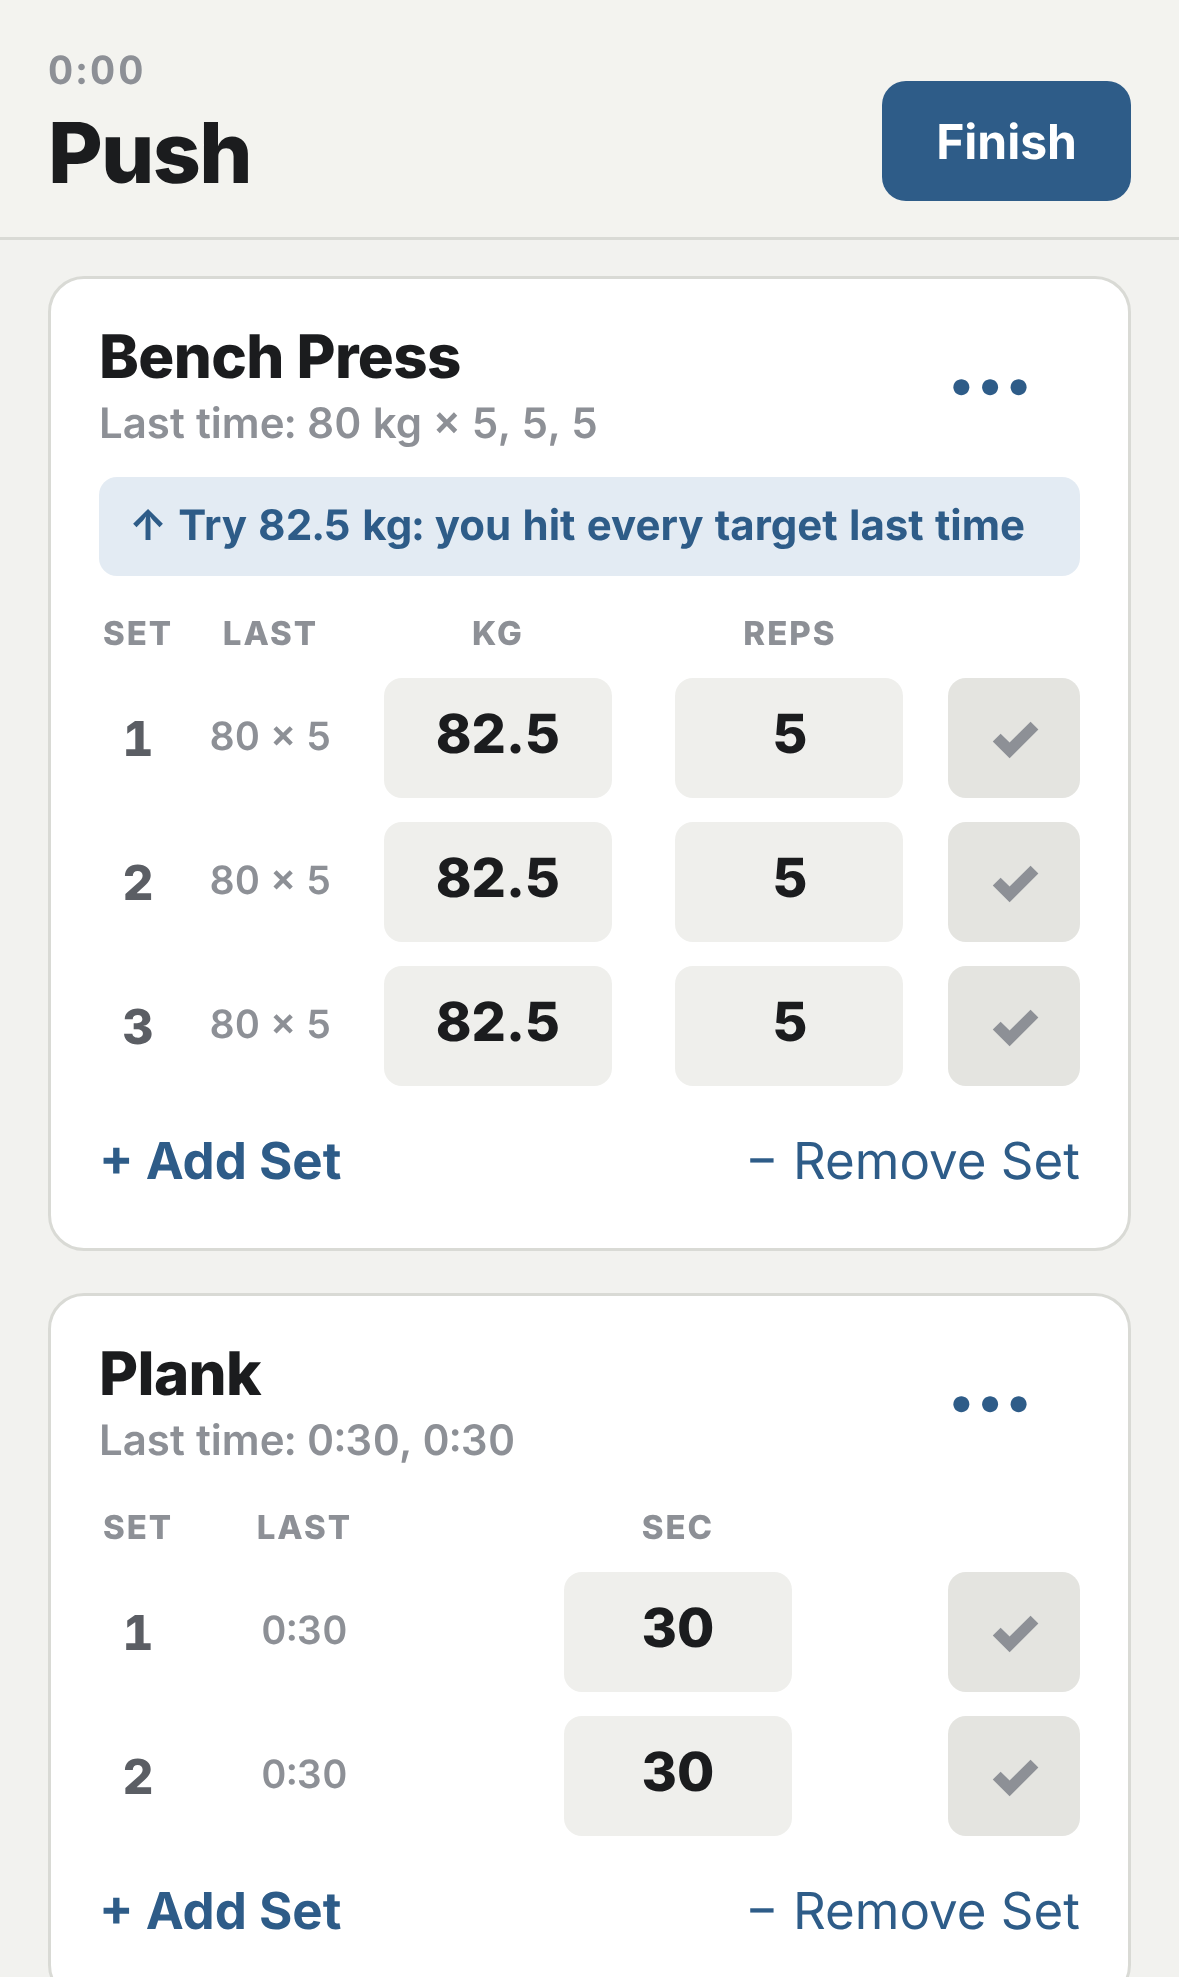 0:00
Push
Finish
Bench Press
Last time: 80 kg × 5, 5, 5
↑ Try 82.5 kg: you hit every target last time
SET LAST KG REPS
1 80 × 5 82.5 5
2 80 × 5 82.5 5
3 80 × 5 82.5 5
+ Add Set − Remove Set
Plank
Last time: 0:30, 0:30
SET LAST SEC
1 0:30 30
2 0:30 30
+ Add Set − Remove Set